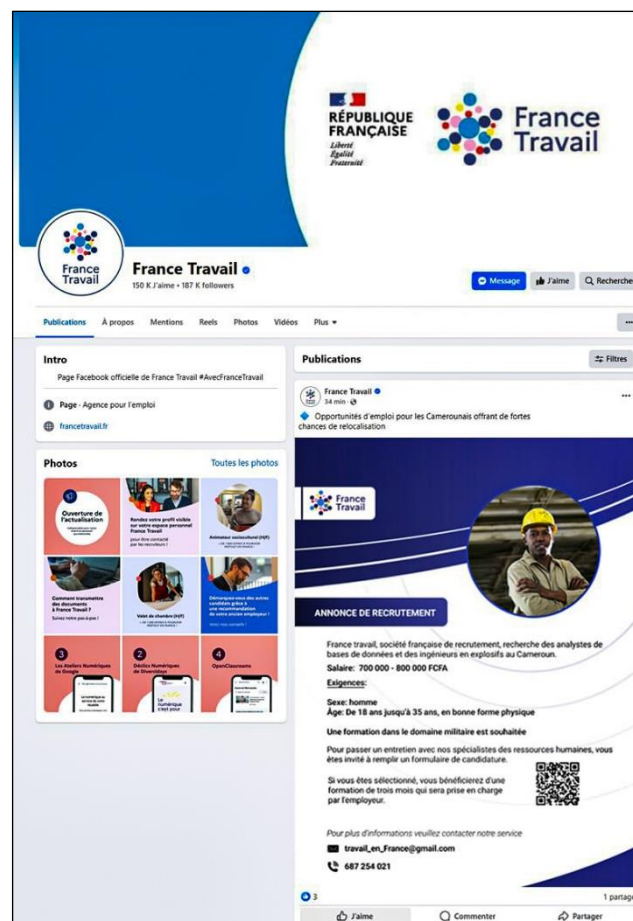 RÉPUBLIQUE
FRANÇAISE
Liberté
Égalité
Fraternité
France
Travail
France
Travail
France Travail
150 K J'aime • 187 K followers
Message
J'aime
Rechercher
Publications
À propos
Mentions
Reels
Photos
Vidéos
Plus
Intro
Page Facebook officielle de France Travail #AvecFranceTravail
Page · Agence pour l'emploi
francetravail.fr
Photos
Toutes les photos
Ouverture de
l'actualisation
Rendez votre profil visible
sur votre espace personnel
France Travail
pour être contacté
par les recruteurs !
Animateur socioculturel (H/F)
Comment transmettre
des documents
à France Travail ?
Suivez notre pas à pas !
Valet de chambre (H/F)
Démarquez-vous des autres
candidats grâce à
une recommandation
de votre ancien employeur !
3
Les Ateliers Numériques
de Google
2
Déclics Numériques
de Diversidays
Le
numérique
c'est pour
4
OpenClassrooms
Publications
Filtres
France Travail
34 min
Opportunités d'emploi pour les Camerounais offrant de fortes
chances de relocalisation
France
Travail
ANNONCE DE RECRUTEMENT
France travail, société française de recrutement, recherche des analystes de
bases de données et des ingénieurs en explosifs au Cameroun.
Salaire: 700 000 - 800 000 FCFA
Exigences:
Sexe: homme
Âge: De 18 ans jusqu'à 35 ans, en bonne forme physique
Une formation dans le domaine militaire est souhaitée
Pour passer un entretien avec nos spécialistes des ressources humaines, vous
êtes invité à remplir un formulaire de candidature.
Si vous êtes sélectionné, vous bénéficierez d'une
formation de trois mois qui sera prise en charge
par l'employeur.
Pour plus d'informations veuillez contacter notre service
travail_en_France@gmail.com
687 254 021
3
1 partage
J'aime
Commenter
Partager